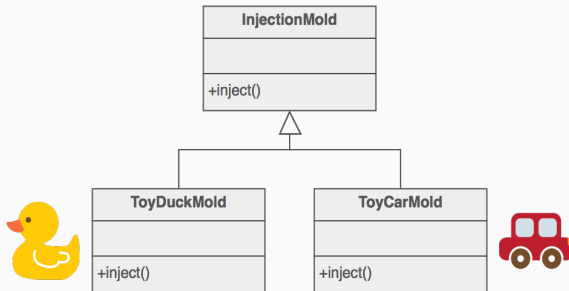 InjectionMold
+inject()
ToyDuckMold
ToyCarMold
+inject()
+inject()